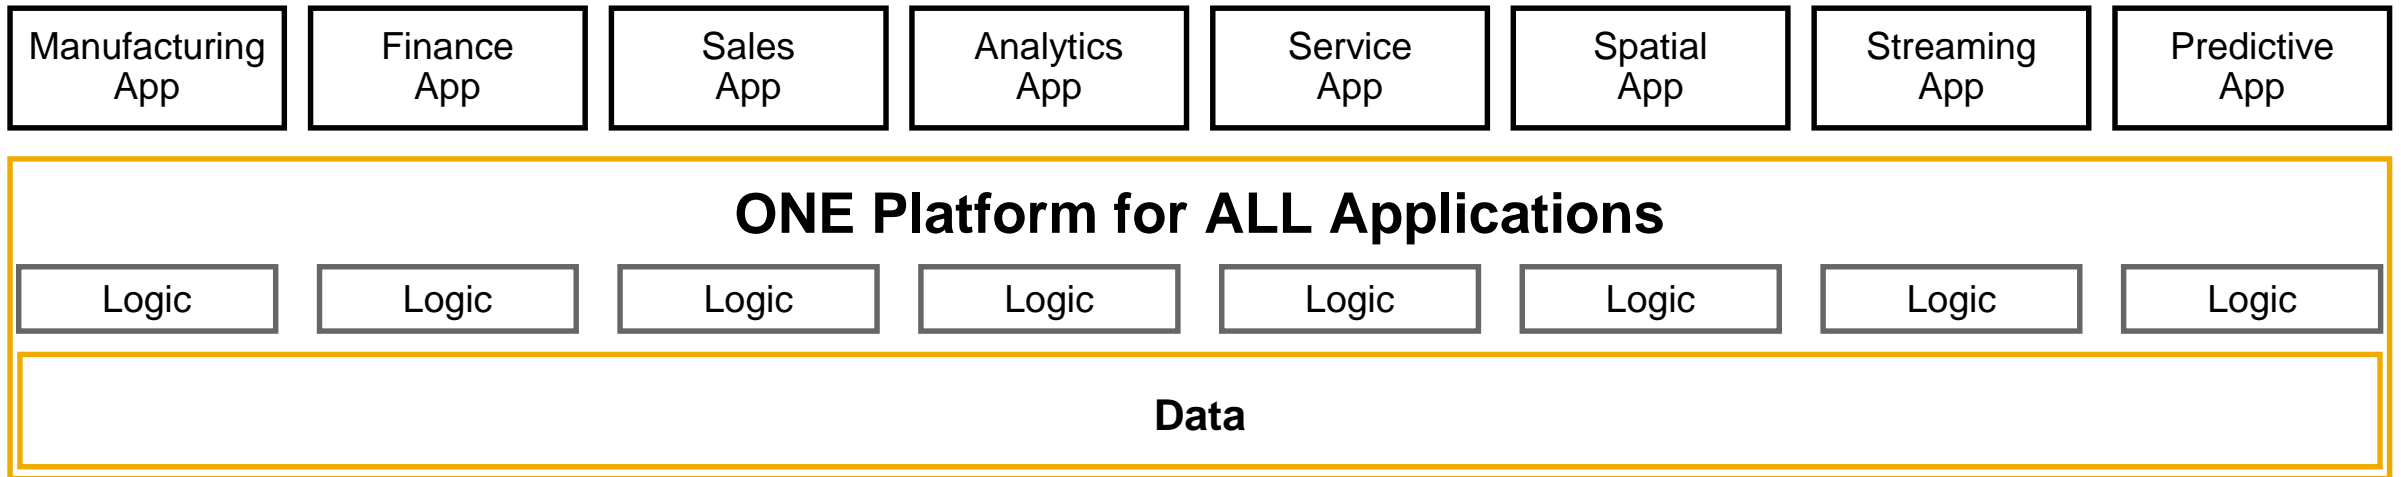 Manufacturing
App
Finance
App
Sales
App
Analytics
App
Service
App
Spatial
App
Streaming
App
Predictive
App
ONE Platform for ALL Applications
Logic
Logic
Logic
Logic
Logic
Logic
Logic
Logic
Data